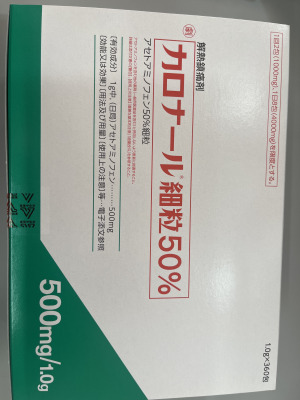 1回2包(1000mg)、1日8包(4000mg)を限度とする。
解熱鎮痛剤
カロナール®細粒50%
アセトアミノフェン50%細粒
〔有効成分〕 1g中、(日局)アセトアミノフェン………500mg
〔効能又は効果〕〔用法及び用量〕〔使用上の注意〕等…電子添文参照
500mg/1.0g
1.0g×360包